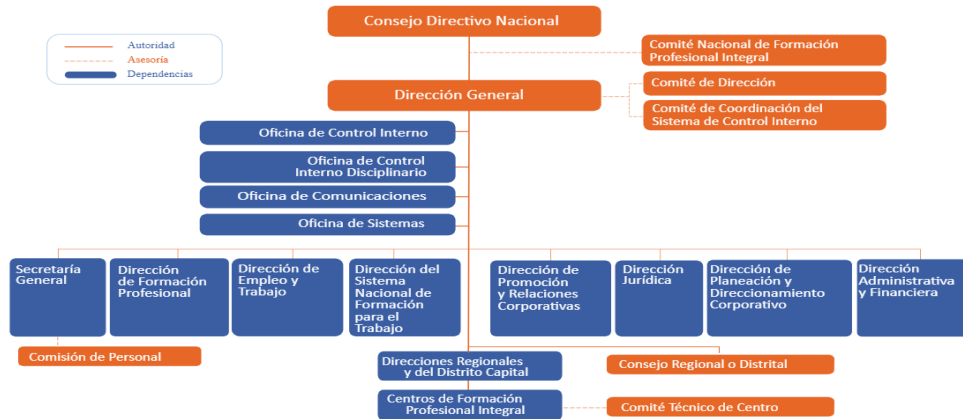 Consejo Directivo Nacional
Autoridad
Asesoría
Dependencias
Comité Nacional de Formación
Profesional Integral
Dirección General
Comité de Dirección
Comité de Coordinación del
Sistema de Control Interno
Oficina de Control Interno
Oficina de Control
Interno Disciplinario
Oficina de Comunicaciones
Oficina de Sistemas
Secretaría
General
Dirección
de Formación
Profesional
Dirección de
Empleo y
Trabajo
Dirección del
Sistema
Nacional de
Formación
para el
Trabajo
Dirección de
Promoción
y Relaciones
Corporativas
Dirección
Jurídica
Dirección de
Planeación y
Direccionamiento
Corporativo
Dirección
Administrativa
y Financiera
Comisión de Personal
Direcciones Regionales
y del Distrito Capital
Consejo Regional o Distrital
Centros de Formación
Profesional Integral
Comité Técnico de Centro